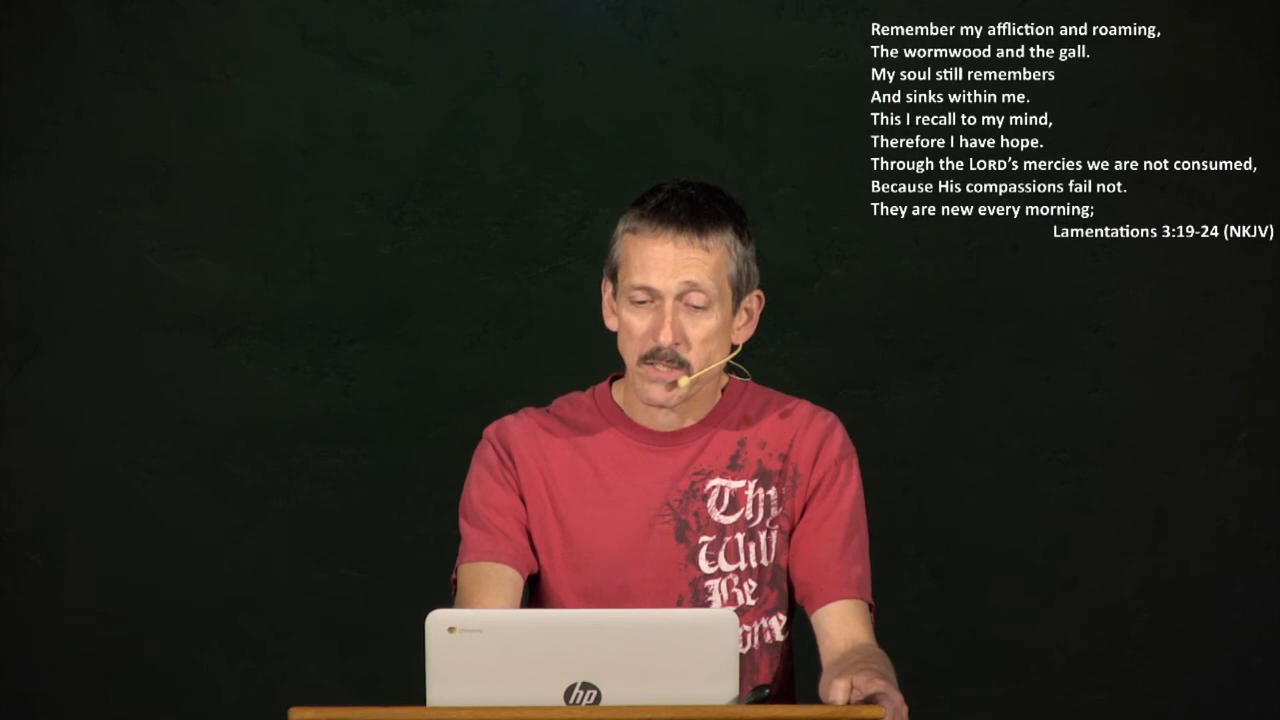 Remember my affliction and roaming,
The wormwood and the gall.
My soul still remembers
And sinks within me.
This I recall to my mind,
Therefore I have hope.
Through the LORD’s mercies we are not consumed,
Because His compassions fail not.
They are new every morning;
Lamentations 3:19-24 (NKJV)
Thy
Will
Be
one
chrome
hp